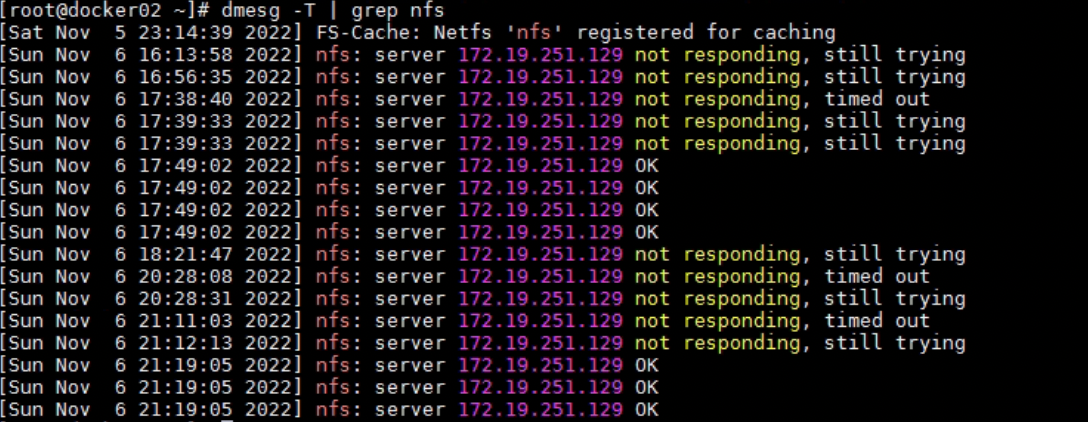 [root@docker02 ~]# dmesg -T | grep nfs
[Sat Nov  5 23:14:39 2022] FS-Cache: Netfs 'nfs' registered for caching
[Sun Nov  6 16:13:58 2022] nfs: server 172.19.251.129 not responding, still trying
[Sun Nov  6 16:56:35 2022] nfs: server 172.19.251.129 not responding, still trying
[Sun Nov  6 17:38:40 2022] nfs: server 172.19.251.129 not responding, timed out
[Sun Nov  6 17:39:33 2022] nfs: server 172.19.251.129 not responding, still trying
[Sun Nov  6 17:39:33 2022] nfs: server 172.19.251.129 not responding, still trying
[Sun Nov  6 17:49:02 2022] nfs: server 172.19.251.129 OK
[Sun Nov  6 17:49:02 2022] nfs: server 172.19.251.129 OK
[Sun Nov  6 17:49:02 2022] nfs: server 172.19.251.129 OK
[Sun Nov  6 17:49:02 2022] nfs: server 172.19.251.129 OK
[Sun Nov  6 18:21:47 2022] nfs: server 172.19.251.129 not responding, still trying
[Sun Nov  6 20:28:08 2022] nfs: server 172.19.251.129 not responding, timed out
[Sun Nov  6 20:28:31 2022] nfs: server 172.19.251.129 not responding, still trying
[Sun Nov  6 21:11:03 2022] nfs: server 172.19.251.129 not responding, timed out
[Sun Nov  6 21:12:13 2022] nfs: server 172.19.251.129 not responding, still trying
[Sun Nov  6 21:19:05 2022] nfs: server 172.19.251.129 OK
[Sun Nov  6 21:19:05 2022] nfs: server 172.19.251.129 OK
[Sun Nov  6 21:19:05 2022] nfs: server 172.19.251.129 OK